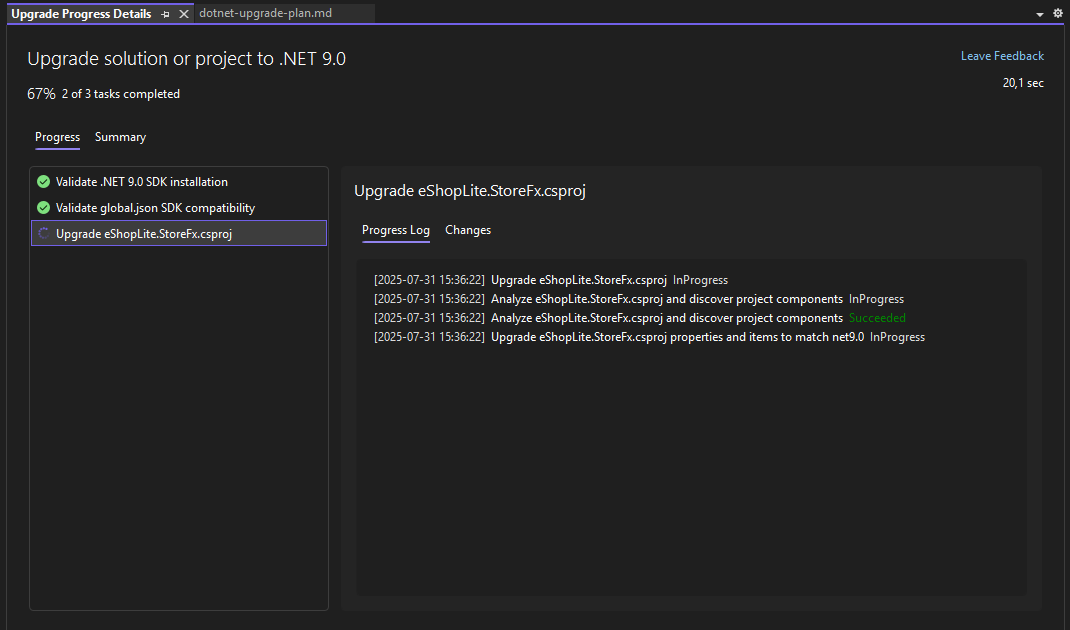 Upgrade Progress Details
dotnet-upgrade-plan.md
Upgrade solution or project to .NET 9.0
Leave Feedback
67% 2 of 3 tasks completed
20,1 sec
Progress Summary
Validate .NET 9.0 SDK installation
Validate global.json SDK compatibility
Upgrade eShopLite.StoreFx.csproj
Upgrade eShopLite.StoreFx.csproj
Progress Log Changes
[2025-07-31 15:36:22] Upgrade eShopLite.StoreFx.csproj InProgress
[2025-07-31 15:36:22] Analyze eShopLite.StoreFx.csproj and discover project components InProgress
[2025-07-31 15:36:22] Analyze eShopLite.StoreFx.csproj and discover project components Succeeded
[2025-07-31 15:36:22] Upgrade eShopLite.StoreFx.csproj properties and items to match net9.0 InProgress